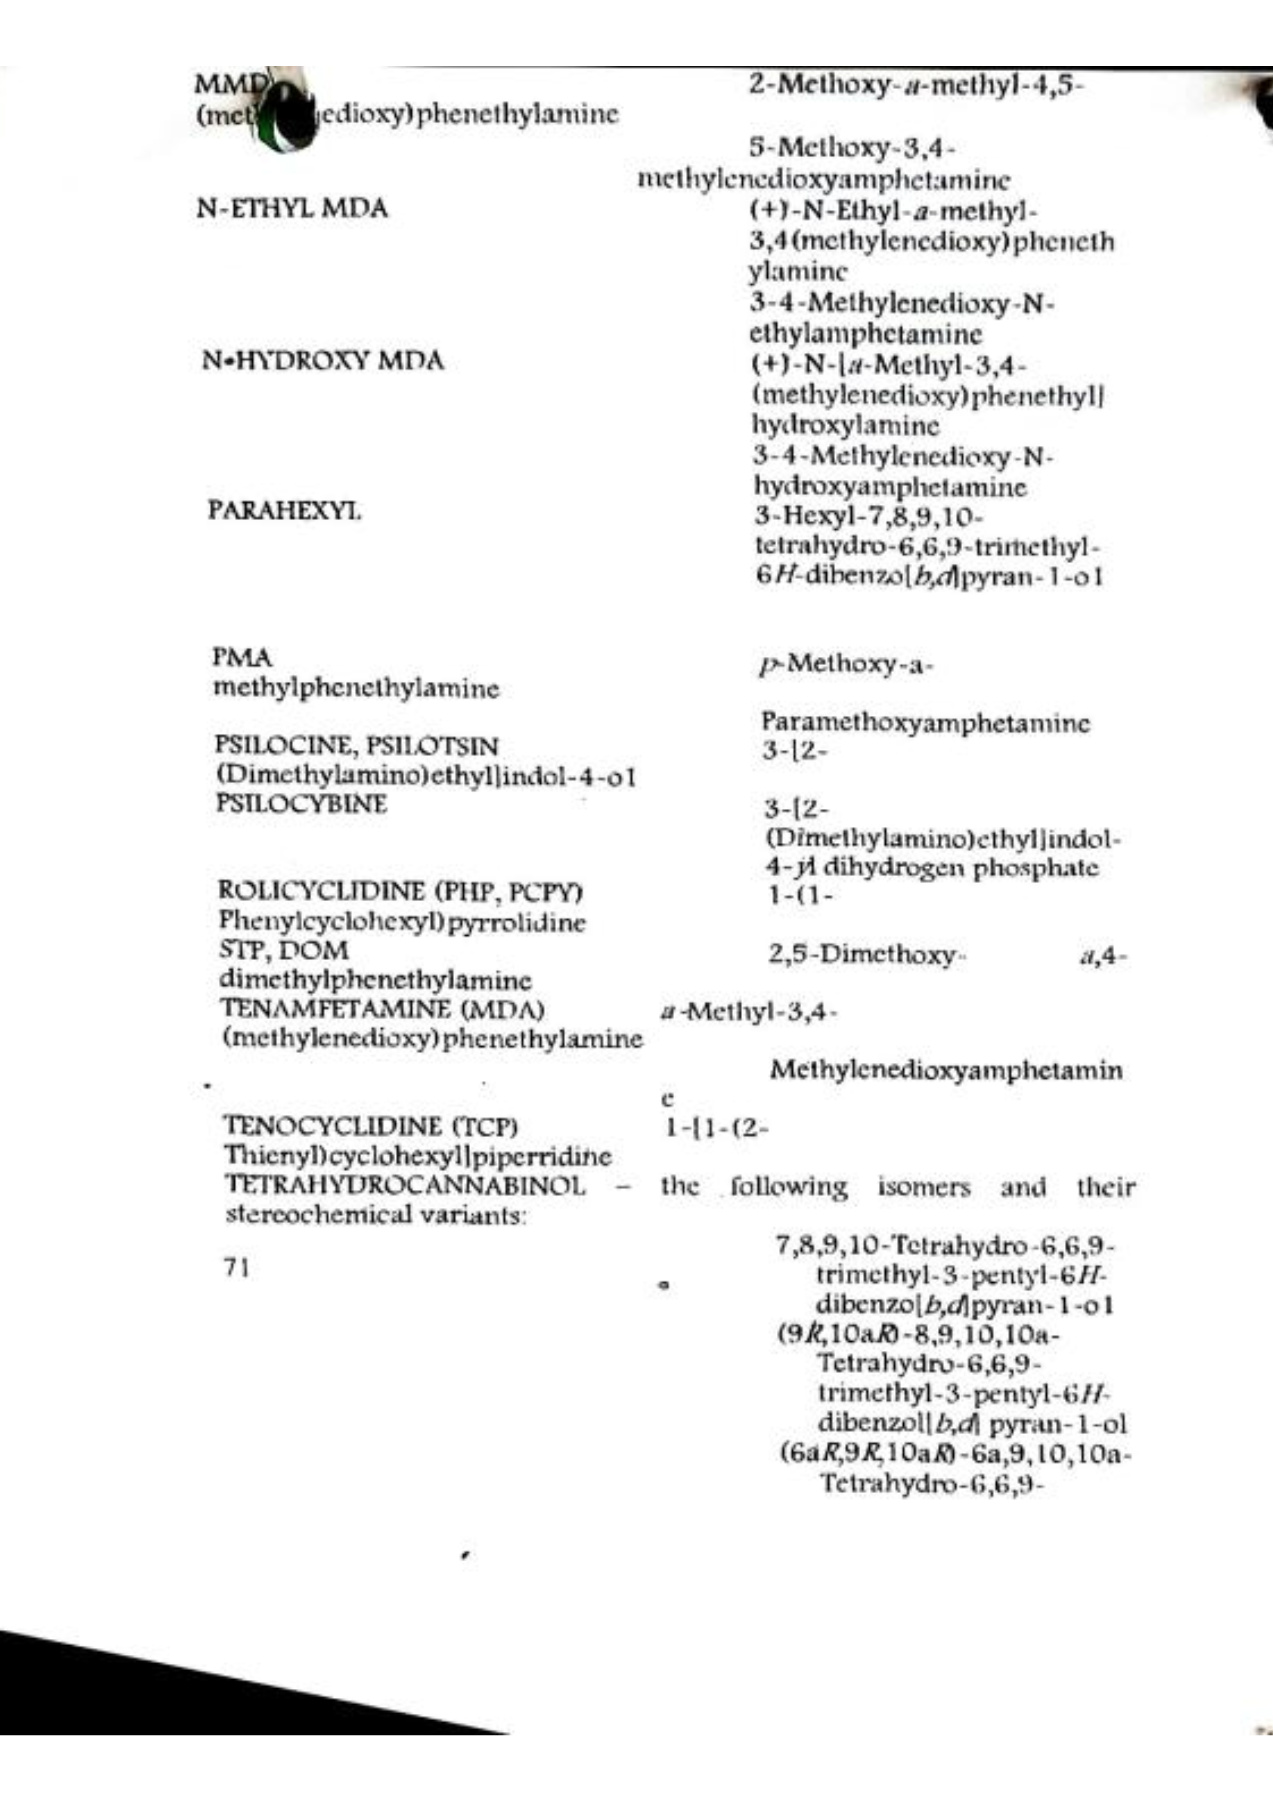 MMD 2-Methoxy-a-methyl-4,5-
edioxy)phenethylamine
5-Methoxy-3,4-
methylenedioxyamphetamine
N-ETHYL MDA (+)-N-Ethyl-a-methyl-
3,4(methylenedioxy)pheneth
ylamine
3-4-Methylenedioxy-N-
ethylamphetamine
N-HYDROXY MDA (+)-N-[a-Methyl-3,4-
(methylenedioxy)phenethyl]
hydroxylamine
3-4-Methylenedioxy-N-
hydroxyamphetamine
PARAHEXYL 3-Hexyl-7,8,9,10-
tetrahydro-6,6,9-trimethyl-
6H-dibenzo[b,d]pyran-1-o1
PMA p-Methoxy-a-
methylphenethylamine
Paramethoxyamphetamine
PSILOCINE, PSILOTSIN 3-[2-
(Dimethylamino)ethyl]indol-4-o1
PSILOCYBINE 3-[2-
(Dimethylamino)ethyl]indol-
4-yl dihydrogen phosphate
ROLICYCLIDINE (PHP, PCPY) 1-(1-
Phenylcyclohexyl)pyrrolidine
STP, DOM 2,5-Dimethoxy- a,4-
dimethylphenethylamine
TENAMFETAMINE (MDA) a-Methyl-3,4-
(methylenedioxy)phenethylamine
Methylenedioxyamphetamin
e
TENOCYCLIDINE (TCP) 1-[1-(2-
Thienyl)cyclohexyl]piperridine
TETRAHYDROCANNABINOL – the following isomers and their
stereochemical variants:
7,8,9,10-Tetrahydro-6,6,9-
71
trimethyl-3-pentyl-6H-
dibenzo[b,d]pyran-1-o1
(9R,10aR)-8,9,10,10a-
Tetrahydro-6,6,9-
trimethyl-3-pentyl-6H-
dibenzol[b,d] pyran-1-ol
(6aR,9R,10aR)-6a,9,10,10a-
Tetrahydro-6,6,9-